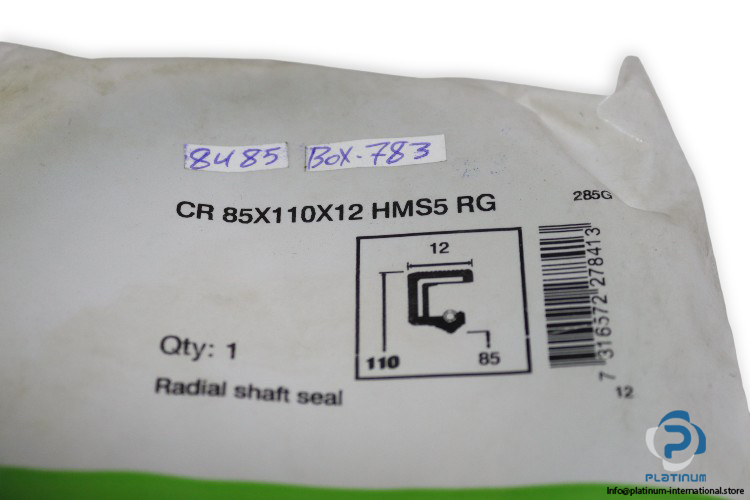 8485 BOX-783
CR 85X110X12 HMS5 RG
285G
12
110
85
Qty: 1
Radial shaft seal
7 316572 278413
12
PLATINUM
Info@platinum-international.store